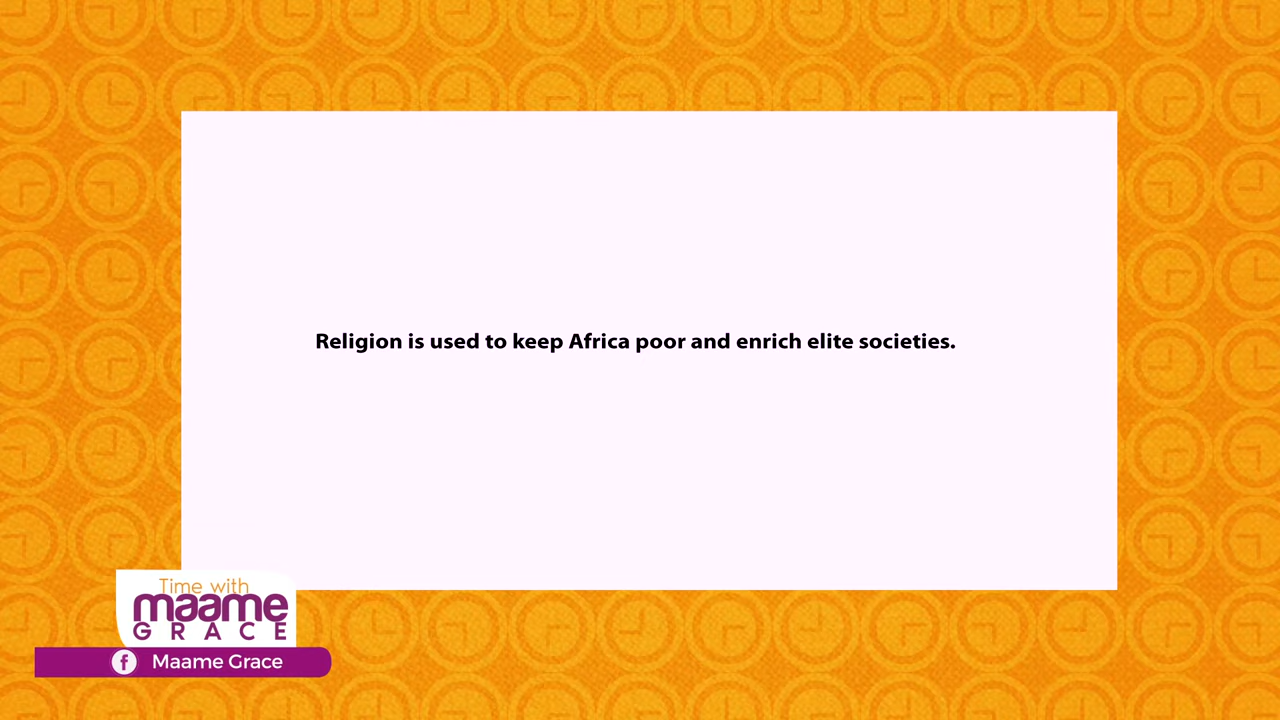 Religion is used to keep Africa poor and enrich elite societies.
Time with
maame
GRACE
f Maame Grace